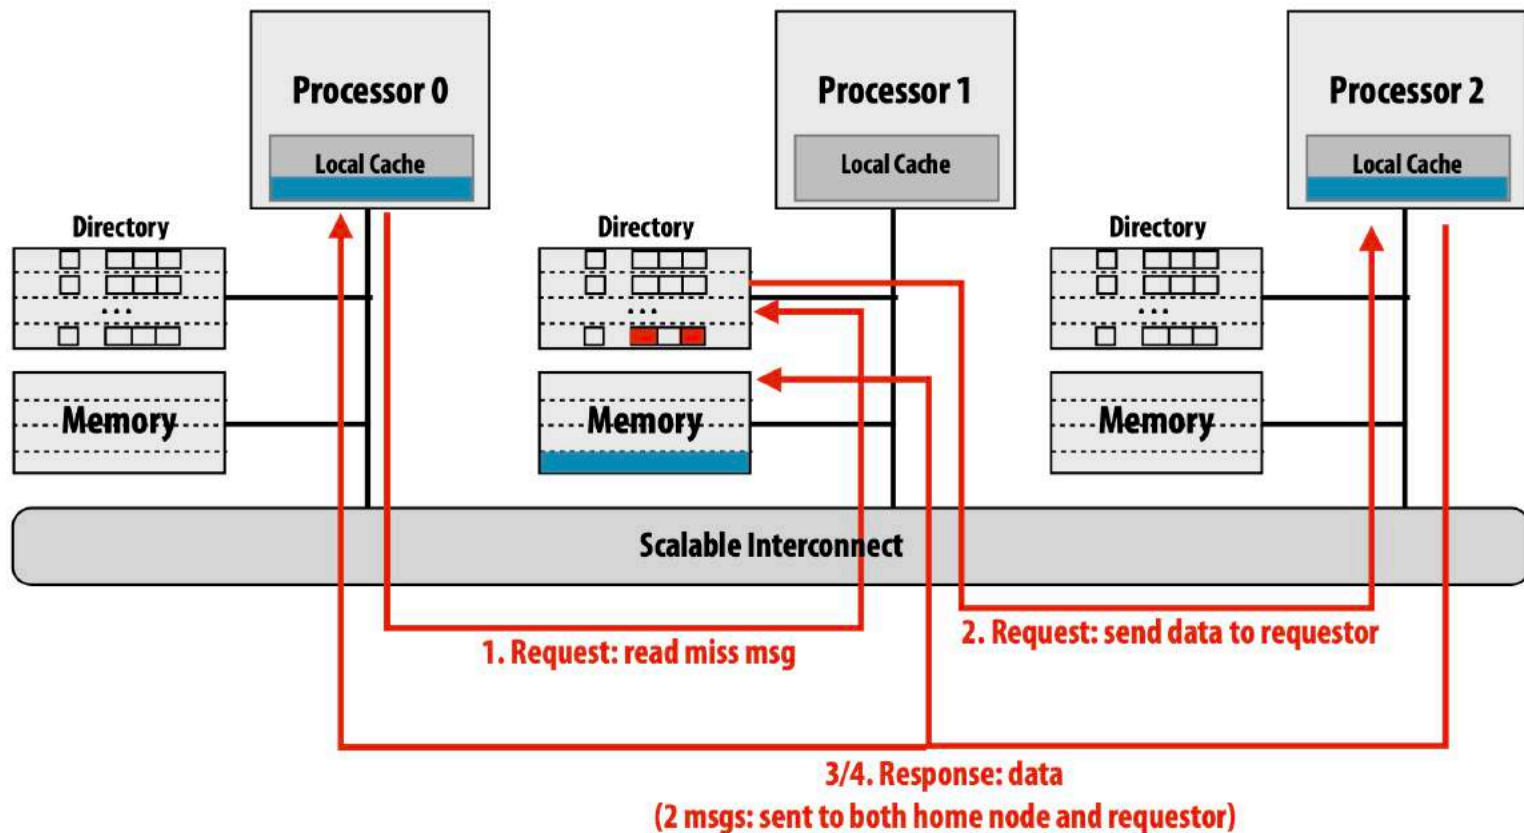 Processor 0
Processor 1
Processor 2
Local Cache
Local Cache
Local Cache
Directory
Directory
Directory
...
...
...
Memory
Memory
Memory
Scalable Interconnect
1. Request: read miss msg
2. Request: send data to requestor
3/4. Response: data
(2 msgs: sent to both home node and requestor)